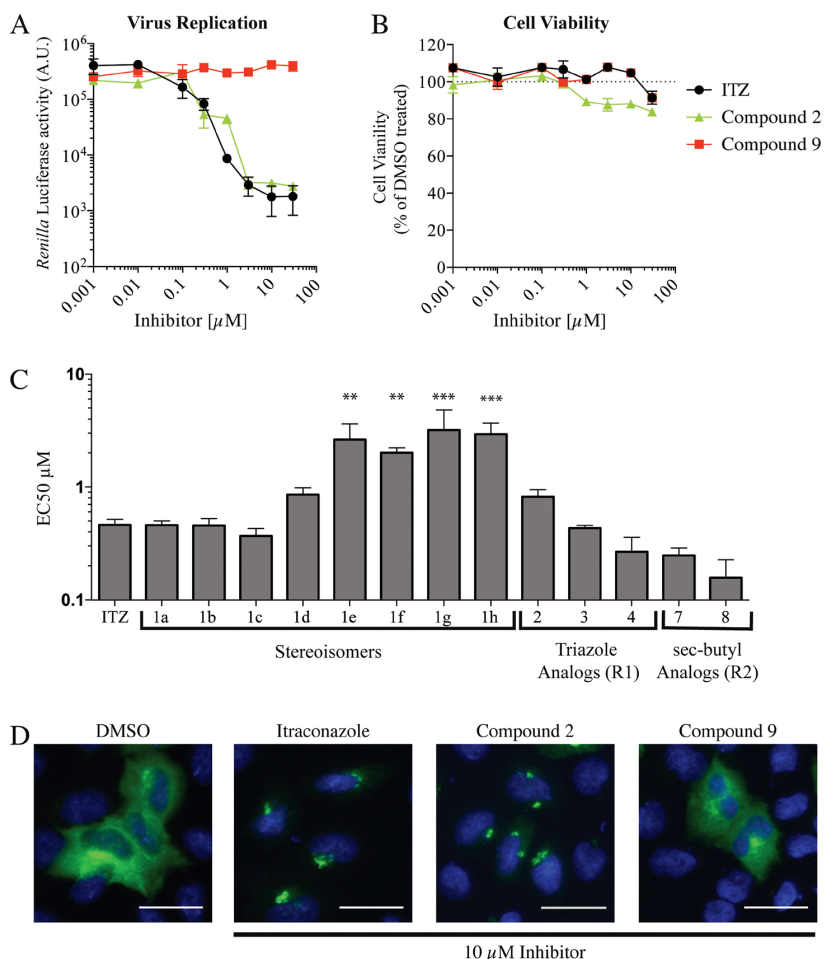 A
Virus Replication
Renilla Luciferase activity (A.U.)
10^6
10^5
10^4
10^3
10^2
0.001
0.01
0.1
1
10
100
Inhibitor [µM]
B
Cell Viability
Cell Vianility
(% of DMSO treated)
120
100
80
60
40
20
0
0.001
0.01
0.1
1
10
100
Inhibitor [µM]
ITZ
Compound 2
Compound 9
C
EC50 µM
10
1
0.1
** ** *** ***
ITZ 1a 1b 1c 1d 1e 1f 1g 1h 2 3 4 7 8
Stereoisomers
Triazole
Analogs (R1)
sec-butyl
Analogs (R2)
D
DMSO Itraconazole Compound 2 Compound 9
10 µM Inhibitor